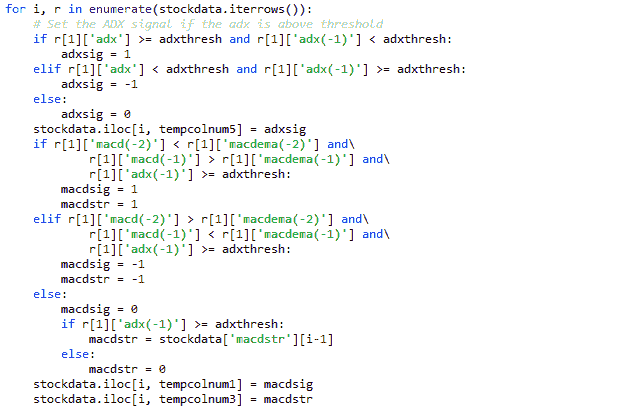 for i, r in enumerate(stockdata.iterrows()):
    # Set the ADX signal if the adx is above threshold
    if r[1]['adx'] >= adxthresh and r[1]['adx(-1)'] < adxthresh:
        adxsig = 1
    elif r[1]['adx'] < adxthresh and r[1]['adx(-1)'] >= adxthresh:
        adxsig = -1
    else:
        adxsig = 0
    stockdata.iloc[i, tempcolnum5] = adxsig
    if r[1]['macd(-2)'] < r[1]['macdema(-2)'] and\
            r[1]['macd(-1)'] > r[1]['macdema(-1)'] and\
            r[1]['adx(-1)'] >= adxthresh:
        macdsig = 1
        macdstr = 1
    elif r[1]['macd(-2)'] > r[1]['macdema(-2)'] and\
            r[1]['macd(-1)'] < r[1]['macdema(-1)'] and\
            r[1]['adx(-1)'] >= adxthresh:
        macdsig = -1
        macdstr = -1
    else:
        macdsig = 0
        if r[1]['adx(-1)'] >= adxthresh:
            macdstr = stockdata['macdstr'][i-1]
        else:
            macdstr = 0
    stockdata.iloc[i, tempcolnum1] = macdsig
    stockdata.iloc[i, tempcolnum3] = macdstr